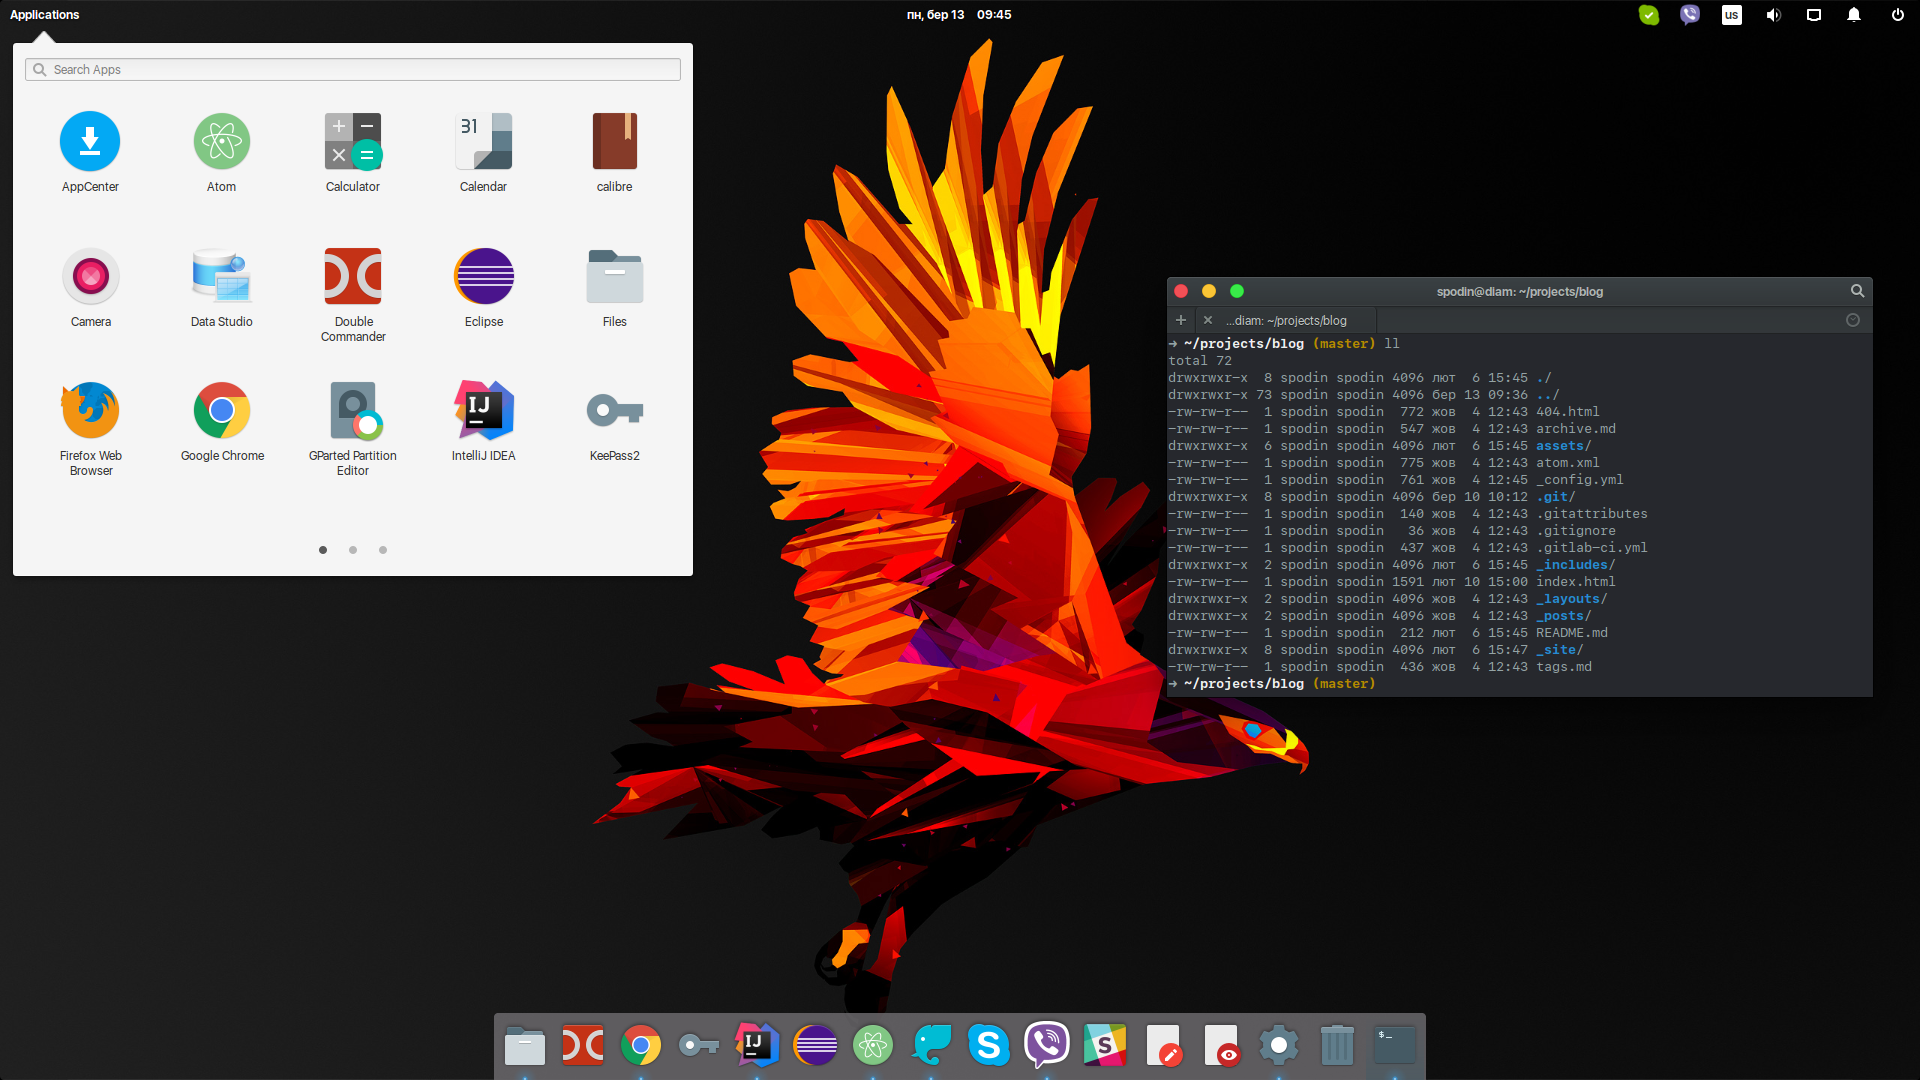 Applications
пн, бер 13 09:45
us
Search Apps
AppCenter
Atom
31
Calculator
Calendar
calibre
Camera
Data Studio
Double
Commander
Eclipse
Files
IJ
Firefox Web
Browser
Google Chrome
GParted Partition
Editor
IntelliJ IDEA
KeePass2
spodin@diam: ~/projects/blog
...diam: ~/projects/blog
➜ ~/projects/blog (master) ll
total 72
drwxrwxr-x 8 spodin spodin 4096 лют 6 15:45 ./
drwxrwxr-x 73 spodin spodin 4096 бер 13 09:36 ../
-rw-rw-r-- 1 spodin spodin 772 жов 4 12:43 404.html
-rw-rw-r-- 1 spodin spodin 547 жов 4 12:43 archive.md
drwxrwxr-x 6 spodin spodin 4096 лют 6 15:45 assets/
-rw-rw-r-- 1 spodin spodin 775 жов 4 12:43 atom.xml
-rw-rw-r-- 1 spodin spodin 761 жов 4 12:45 _config.yml
drwxrwxr-x 8 spodin spodin 4096 бер 10 10:12 .git/
-rw-rw-r-- 1 spodin spodin 140 жов 4 12:43 .gitattributes
-rw-rw-r-- 1 spodin spodin 36 жов 4 12:43 .gitignore
-rw-rw-r-- 1 spodin spodin 437 жов 4 12:43 .gitlab-ci.yml
drwxrwxr-x 2 spodin spodin 4096 лют 6 15:45 _includes/
-rw-rw-r-- 1 spodin spodin 1591 лют 10 15:00 index.html
drwxrwxr-x 2 spodin spodin 4096 жов 4 12:43 _layouts/
drwxrwxr-x 2 spodin spodin 4096 жов 4 12:43 _posts/
-rw-rw-r-- 1 spodin spodin 212 лют 6 15:45 README.md
drwxrwxr-x 8 spodin spodin 4096 лют 6 15:47 _site/
-rw-rw-r-- 1 spodin spodin 436 жов 4 12:43 tags.md
➜ ~/projects/blog (master)
IJ
S
S
$_